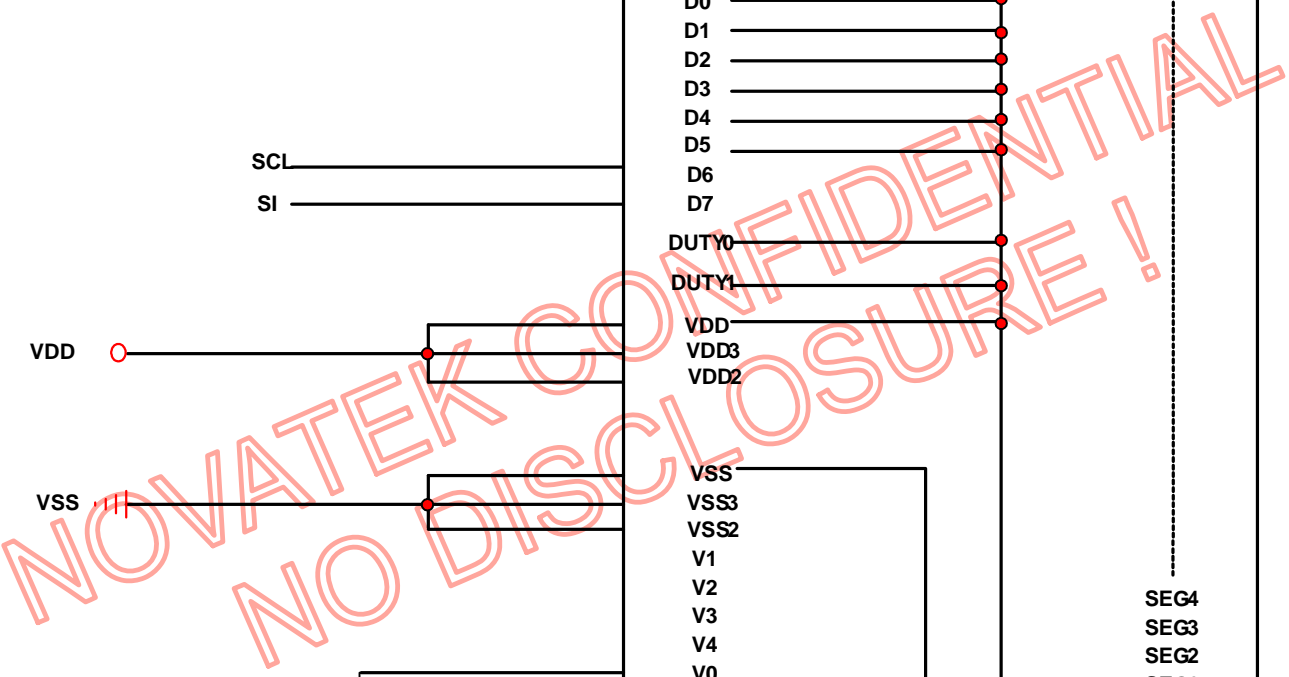 D0
D1
D2
D3
D4
D5
SCL
D6
SI
D7
DUTY0
DUTY1
VDD
VDD
VDD3
VDD2
VSS
VSS
VSS3
VSS2
V1
V2
V3
V4
V0
SEG4
SEG3
SEG2
NOVATEK CONFIDENTIAL
NO DISCLOSURE !